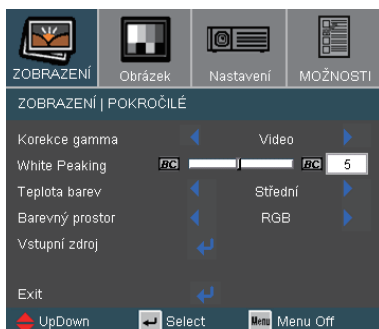 ZOBRAZENÍ Obrázek Nastavení MOŽNOSTI
ZOBRAZENÍ | POKROČILÉ
Korekce gamma Video
White Peaking BC BC 5
Teplota barev Střední
Barevný prostor RGB
Vstupní zdroj
Exit
UpDown Select Menu Menu Off